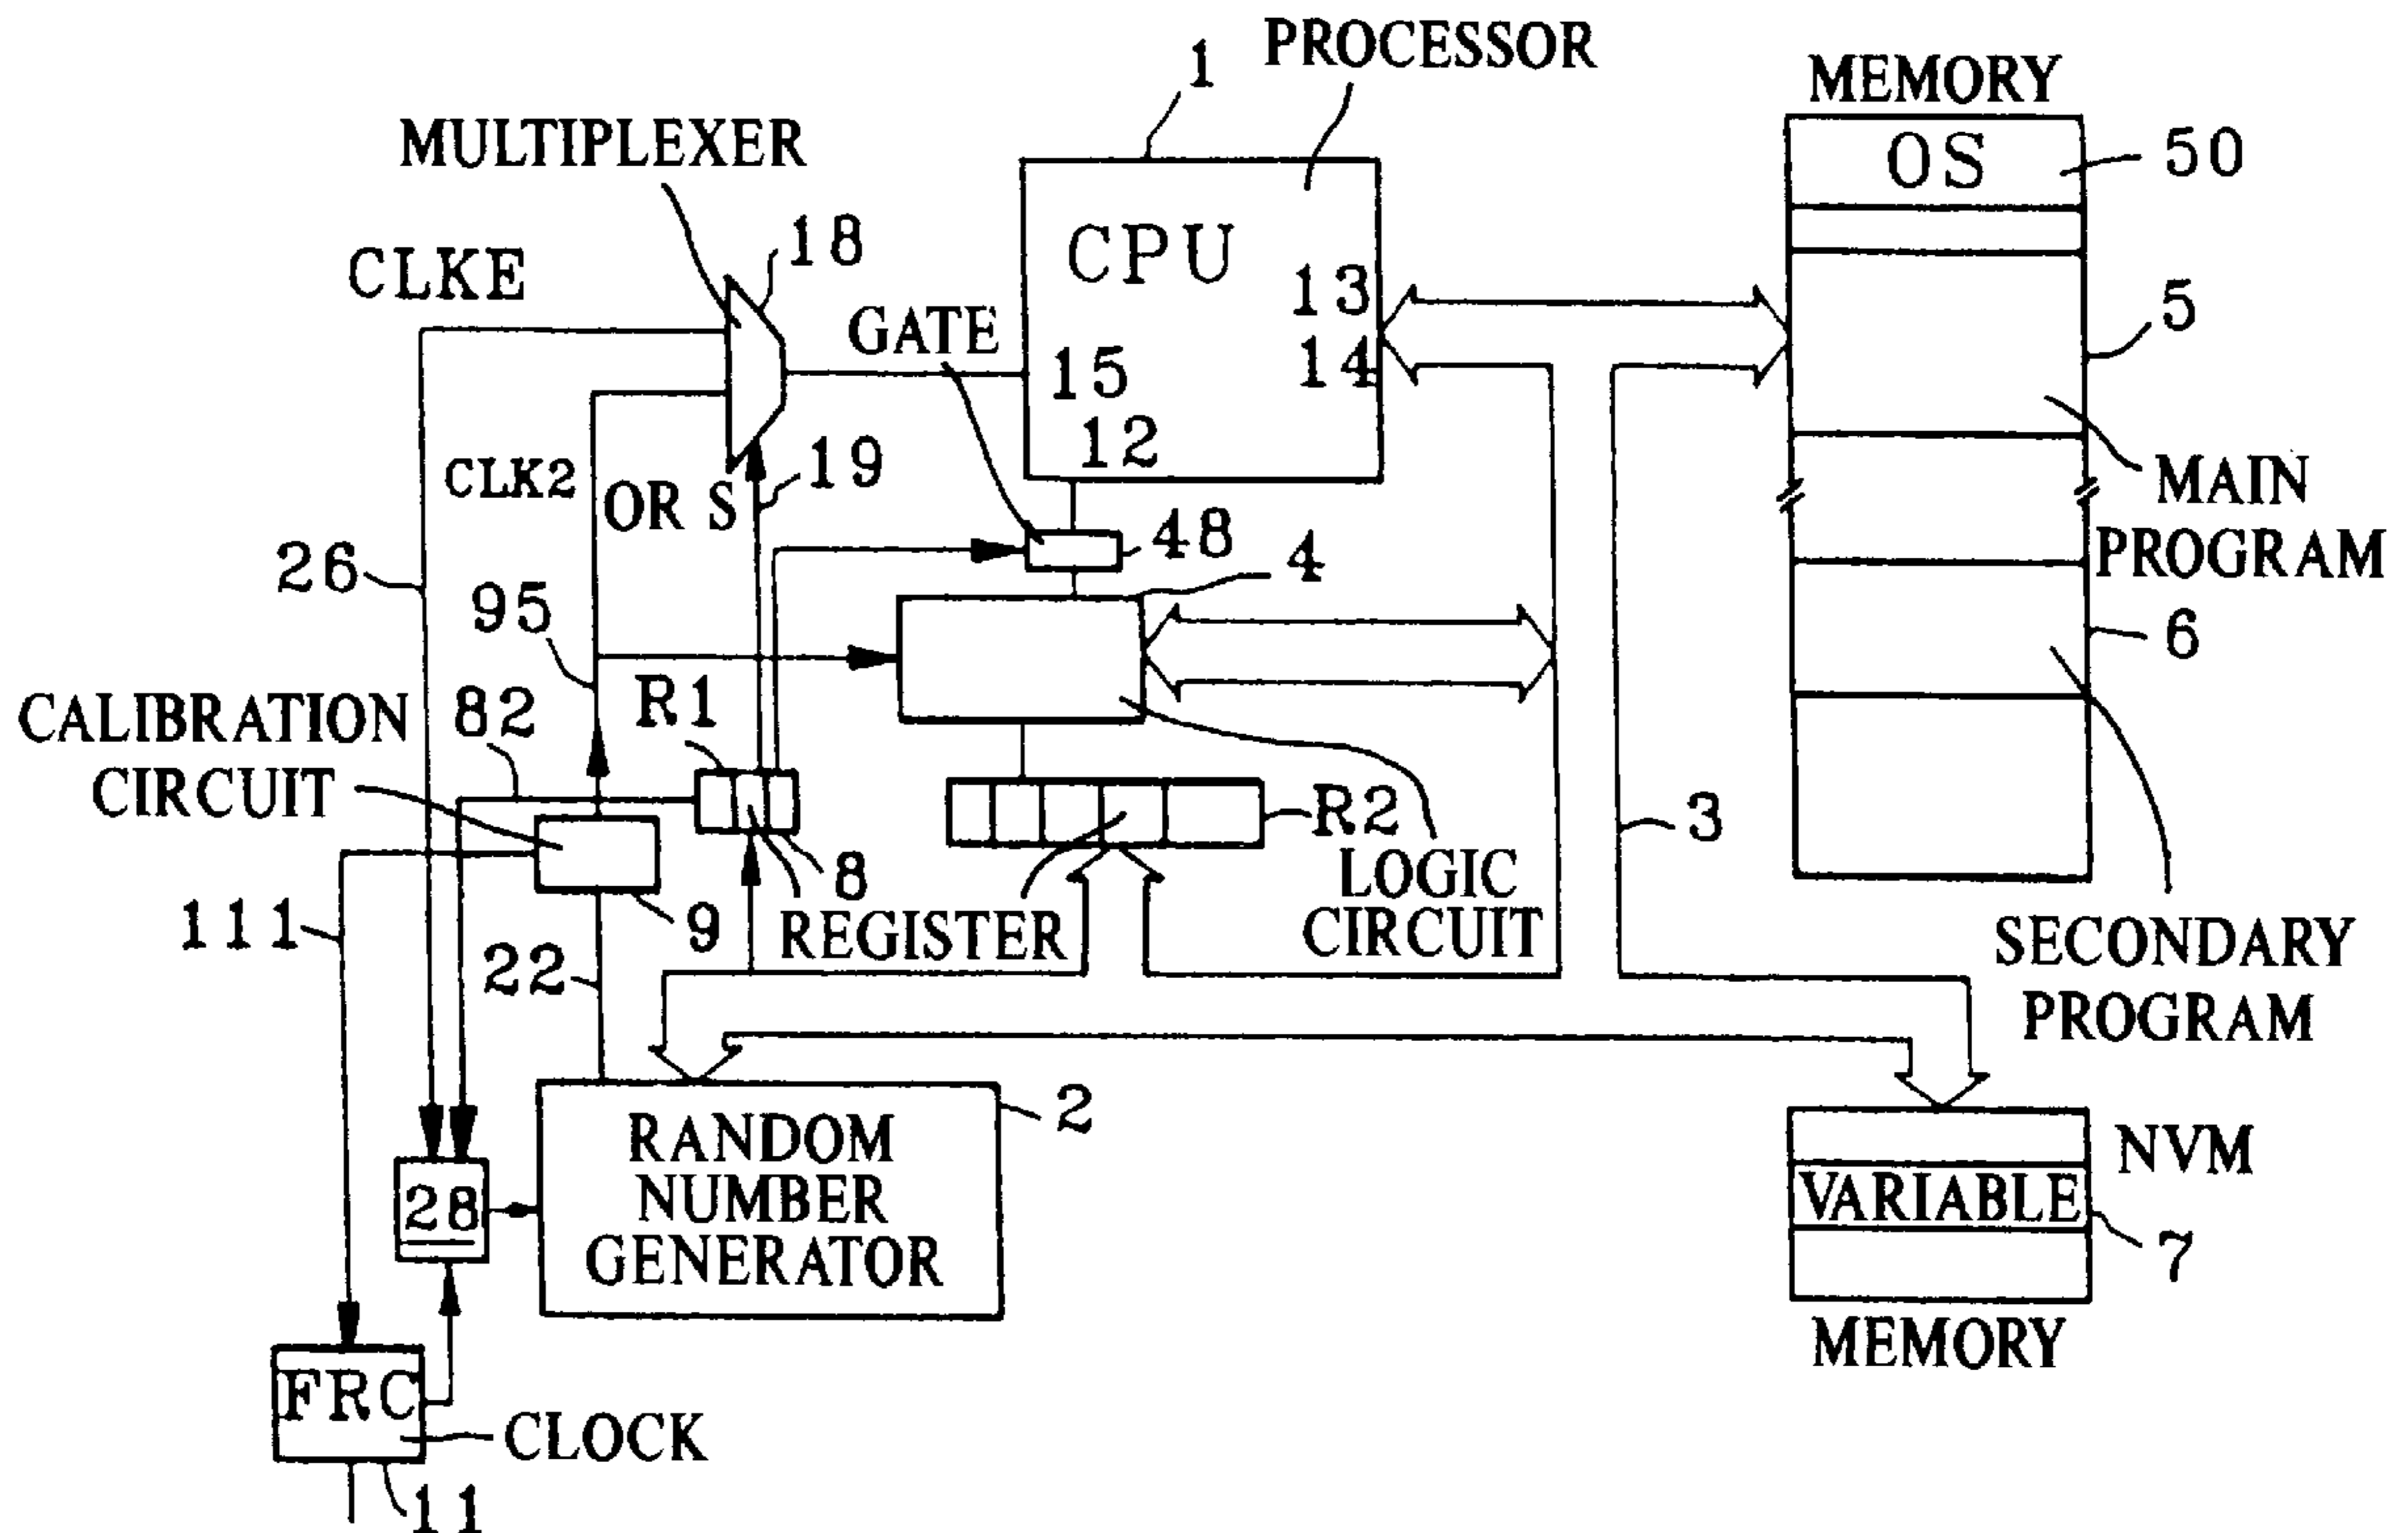 PROCESSOR
1
MEMORY
MULTIPLEXER
OS
50
18
CLKE
CPU
13
GATE
5
14
15
12
19
CLK2
OR S
MAIN
PROGRAM
48
26
4
95
6
R1
CALIBRATION
CIRCUIT
82
R2
3
8
LOGIC
CIRCUIT
111
9
REGISTER
22
SECONDARY
PROGRAM
2
RANDOM
NUMBER
GENERATOR
NVM
28
VARIABLE
7
MEMORY
FRC
CLOCK
11